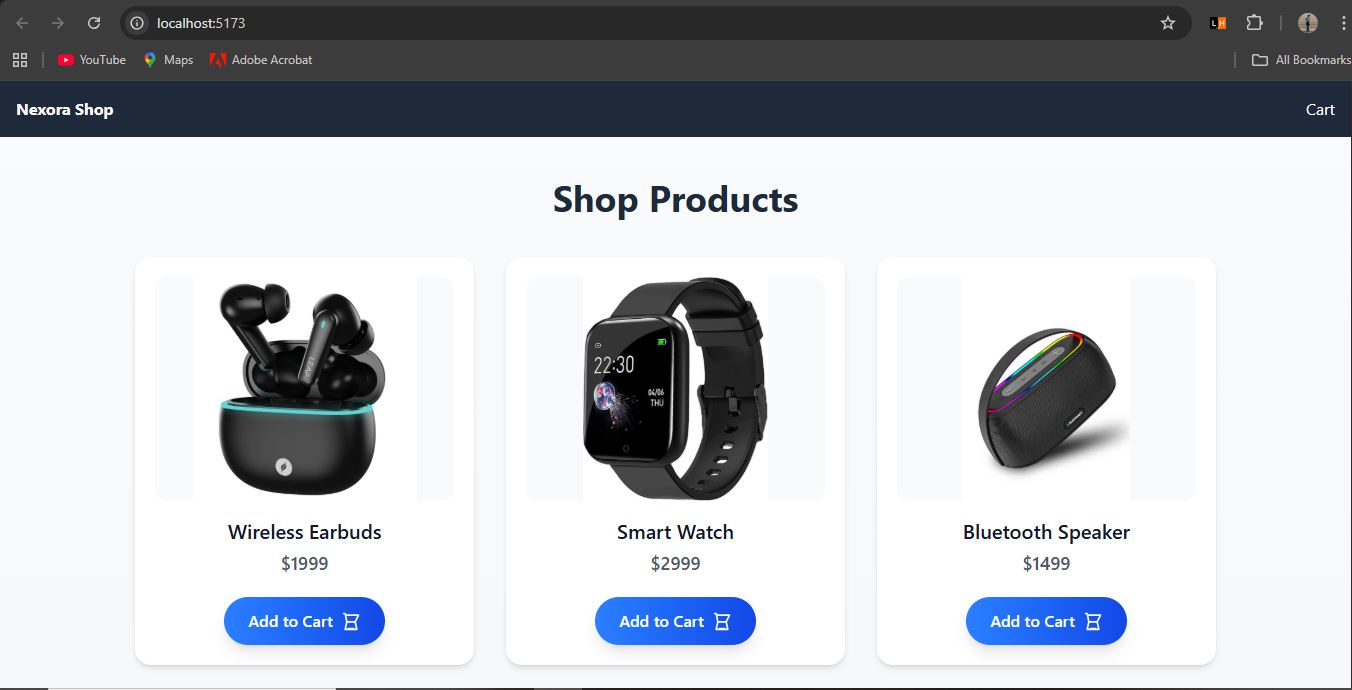 localhost:5173
YouTube
Maps
Adobe Acrobat
All Bookmarks
Nexora Shop
Cart
Shop Products
22:30
04/06
THU
Wireless Earbuds
Smart Watch
Bluetooth Speaker
$1999
$2999
$1499
Add to Cart
Add to Cart
Add to Cart